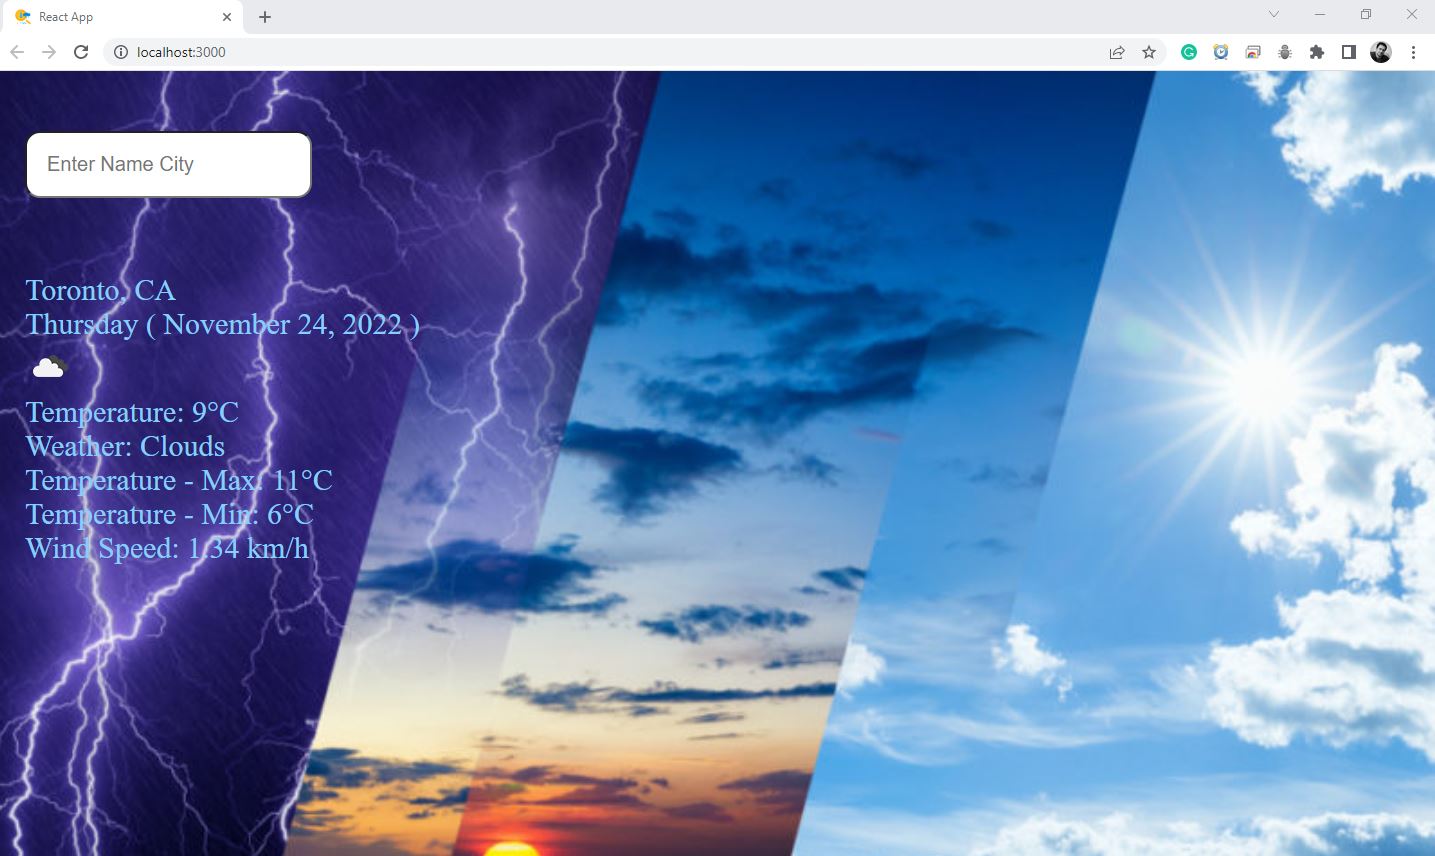 React App
localhost:3000
Enter Name City
Toronto, CA
Thursday ( November 24, 2022 )
Temperature: 9°C
Weather: Clouds
Temperature - Max: 11°C
Temperature - Min: 6°C
Wind Speed: 1.34 km/h